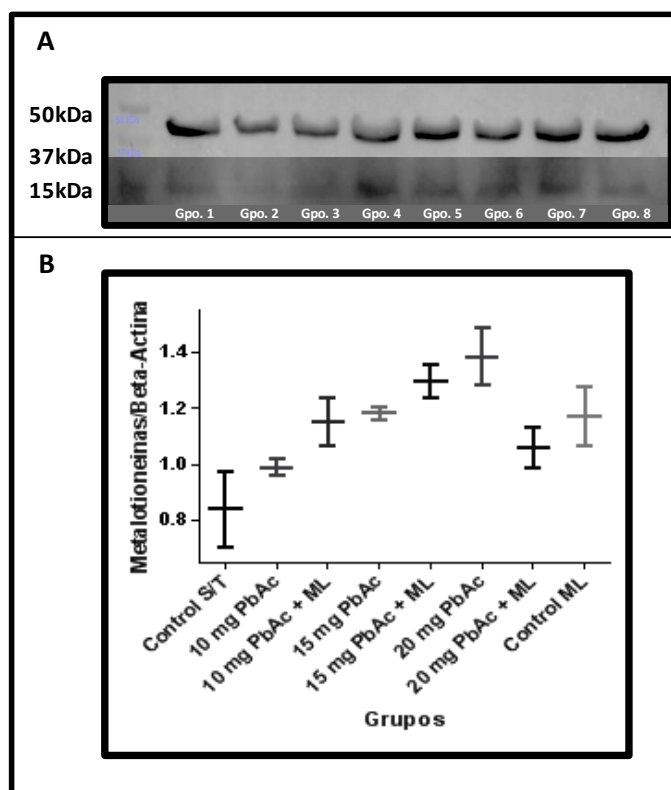 A
50kDa
37kDa
15kDa
Gpo. 1 Gpo. 2 Gpo. 3 Gpo. 4 Gpo. 5 Gpo. 6 Gpo. 7 Gpo. 8
B
Metalotioneinas/Beta-Actina
1.4
1.2
1.0
0.8
Control S/T
10 mg PbAc
10 mg PbAc + ML
15 mg PbAc
15 mg PbAc + ML
20 mg PbAc
20 mg PbAc + ML
Control ML
Grupos